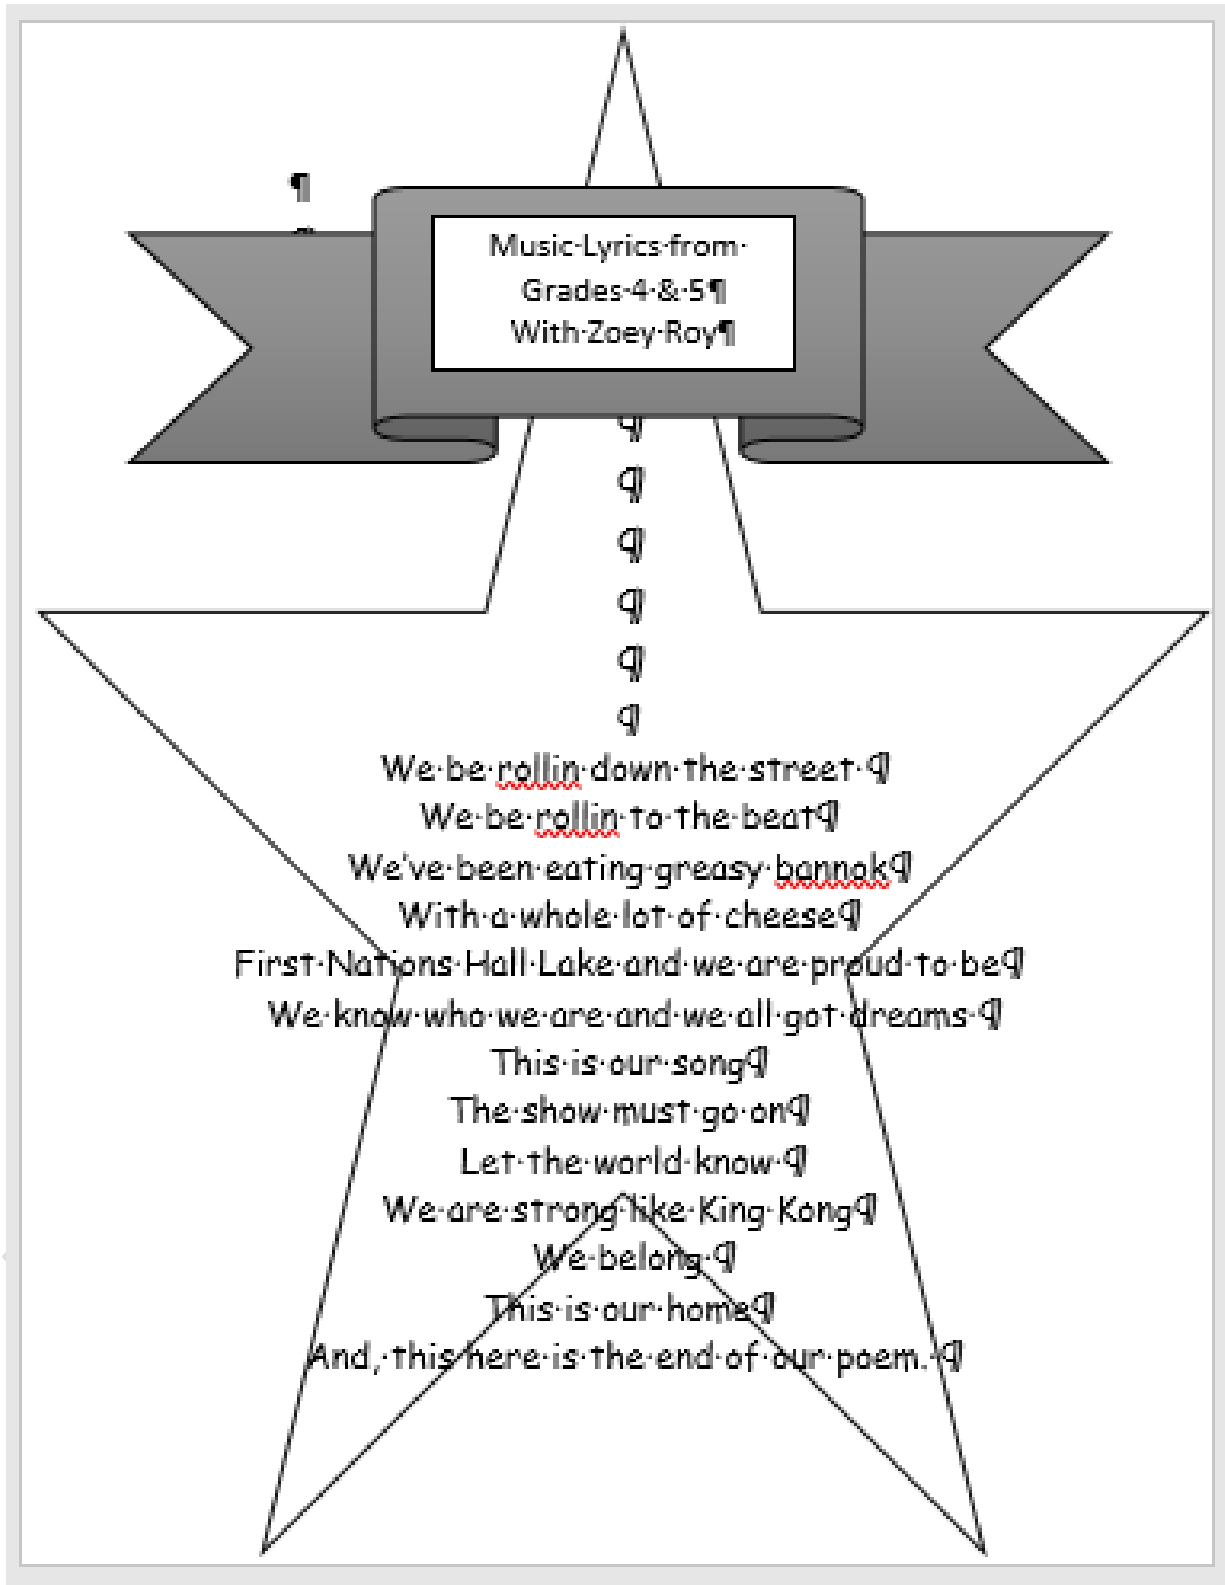 ¶
Music·Lyrics·from·
Grades·4·&·5¶
With·Zoey·Roy¶
¶
¶
¶
¶
¶
¶
We·be·rollin·down·the·street·¶
We·be·rollin·to·the·beat¶
We've·been·eating·greasy·bannok¶
With·a·whole·lot·of·cheese¶
First·Nations·Hall·Lake·and·we·are·proud·to·be¶
We·know·who·we·are·and·we·all·got·dreams·¶
This·is·our·song¶
The·show·must·go·on¶
Let·the·world·know·¶
We·are·strong·like·King·Kong¶
We·belong·¶
This·is·our·home¶
And,·this·here·is·the·end·of·our·poem.·¶